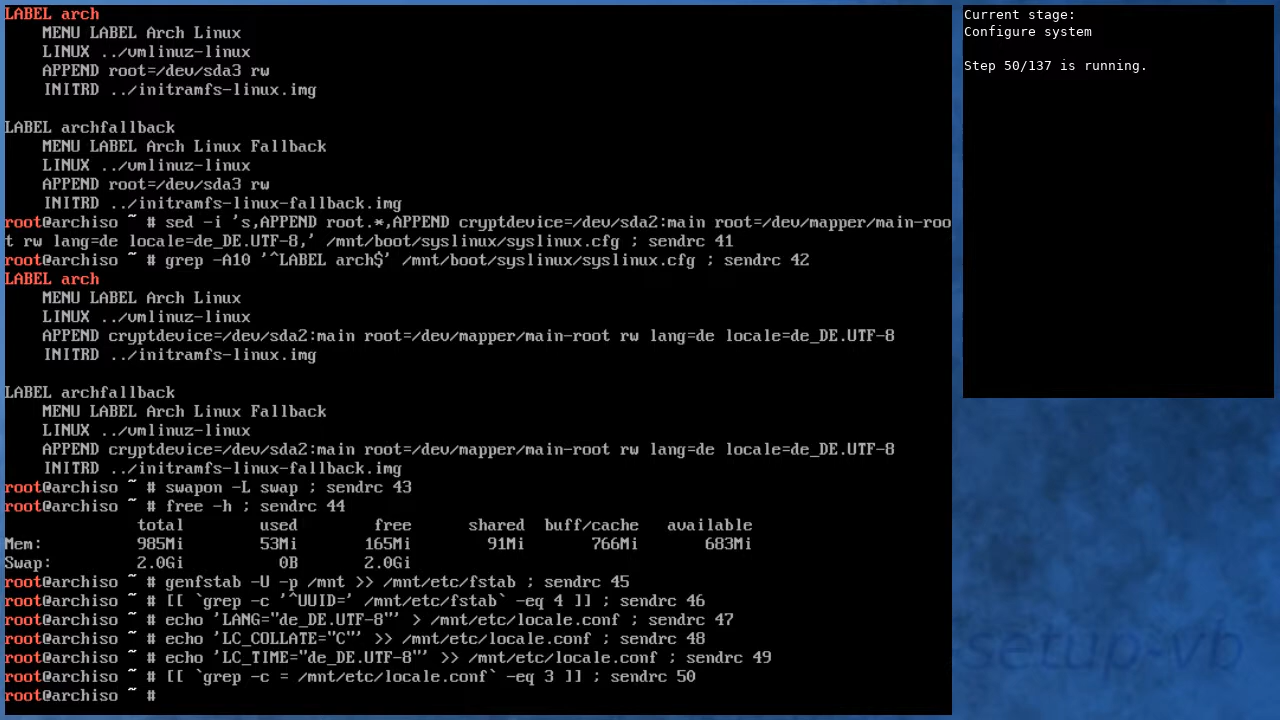 LABEL arch
    MENU LABEL Arch Linux
    LINUX ../vmlinuz-linux
    APPEND root=/dev/sda3 rw
    INITRD ../initramfs-linux.img

LABEL archfallback
    MENU LABEL Arch Linux Fallback
    LINUX ../vmlinuz-linux
    APPEND root=/dev/sda3 rw
    INITRD ../initramfs-linux-fallback.img
root@archiso ~ # sed -i 's,APPEND root.*,APPEND cryptdevice=/dev/sda2:main root=/dev/mapper/main-roo
t rw lang=de locale=de_DE.UTF-8,' /mnt/boot/syslinux/syslinux.cfg ; sendrc 41
root@archiso ~ # grep -A10 '^LABEL arch$' /mnt/boot/syslinux/syslinux.cfg ; sendrc 42
LABEL arch
    MENU LABEL Arch Linux
    LINUX ../vmlinuz-linux
    APPEND cryptdevice=/dev/sda2:main root=/dev/mapper/main-root rw lang=de locale=de_DE.UTF-8
    INITRD ../initramfs-linux.img

LABEL archfallback
    MENU LABEL Arch Linux Fallback
    LINUX ../vmlinuz-linux
    APPEND cryptdevice=/dev/sda2:main root=/dev/mapper/main-root rw lang=de locale=de_DE.UTF-8
    INITRD ../initramfs-linux-fallback.img
root@archiso ~ # swapon -L swap ; sendrc 43
root@archiso ~ # free -h ; sendrc 44
              total        used        free      shared  buff/cache   available
Mem:          985Mi        53Mi       165Mi        91Mi       766Mi       683Mi
Swap:         2.0Gi          0B       2.0Gi
root@archiso ~ # genfstab -U -p /mnt >> /mnt/etc/fstab ; sendrc 45
root@archiso ~ # [[ `grep -c '^UUID=' /mnt/etc/fstab` -eq 4 ]] ; sendrc 46
root@archiso ~ # echo 'LANG="de_DE.UTF-8"' > /mnt/etc/locale.conf ; sendrc 47
root@archiso ~ # echo 'LC_COLLATE="C"' >> /mnt/etc/locale.conf ; sendrc 48
root@archiso ~ # echo 'LC_TIME="de_DE.UTF-8"' >> /mnt/etc/locale.conf ; sendrc 49
root@archiso ~ # [[ `grep -c = /mnt/etc/locale.conf` -eq 3 ]] ; sendrc 50
root@archiso ~ #
Current stage:
Configure system

Step 50/137 is running.
setup-vb